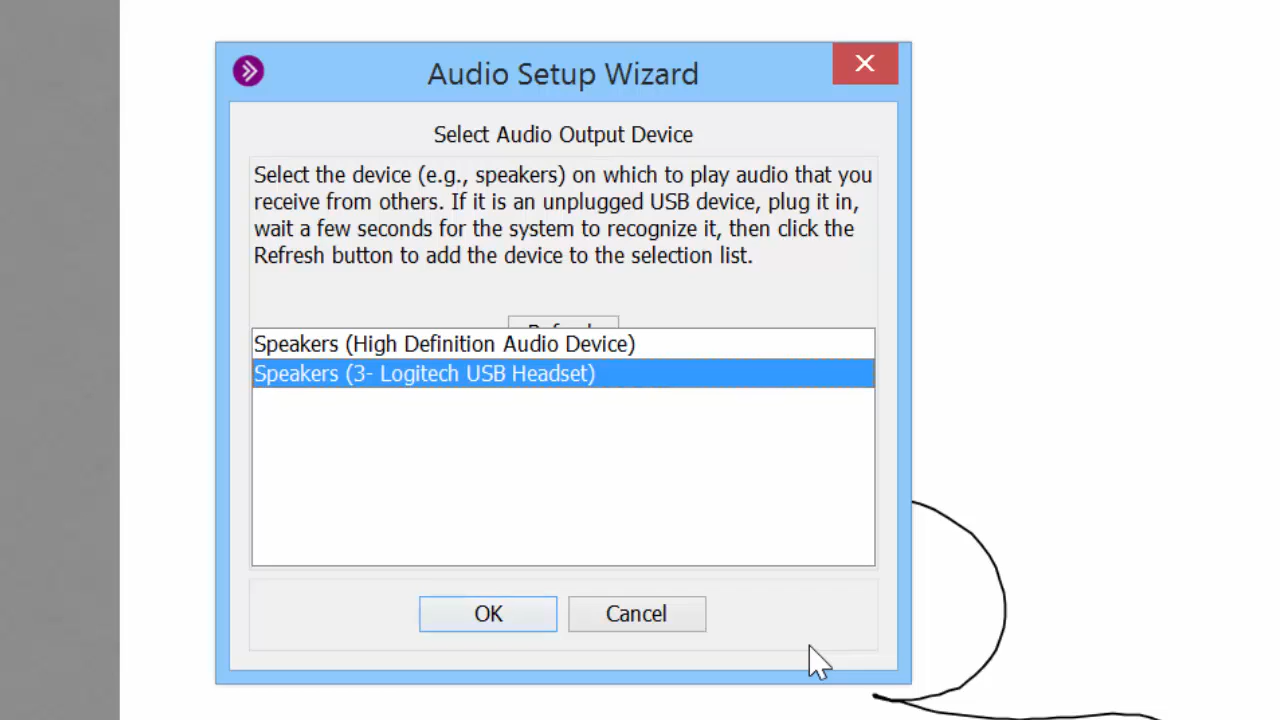 Audio Setup Wizard
Select Audio Output Device
Select the device (e.g., speakers) on which to play audio that you
receive from others. If it is an unplugged USB device, plug it in,
wait a few seconds for the system to recognize it, then click the
Refresh button to add the device to the selection list.
Speakers (High Definition Audio Device)
Speakers (3- Logitech USB Headset)
OK
Cancel